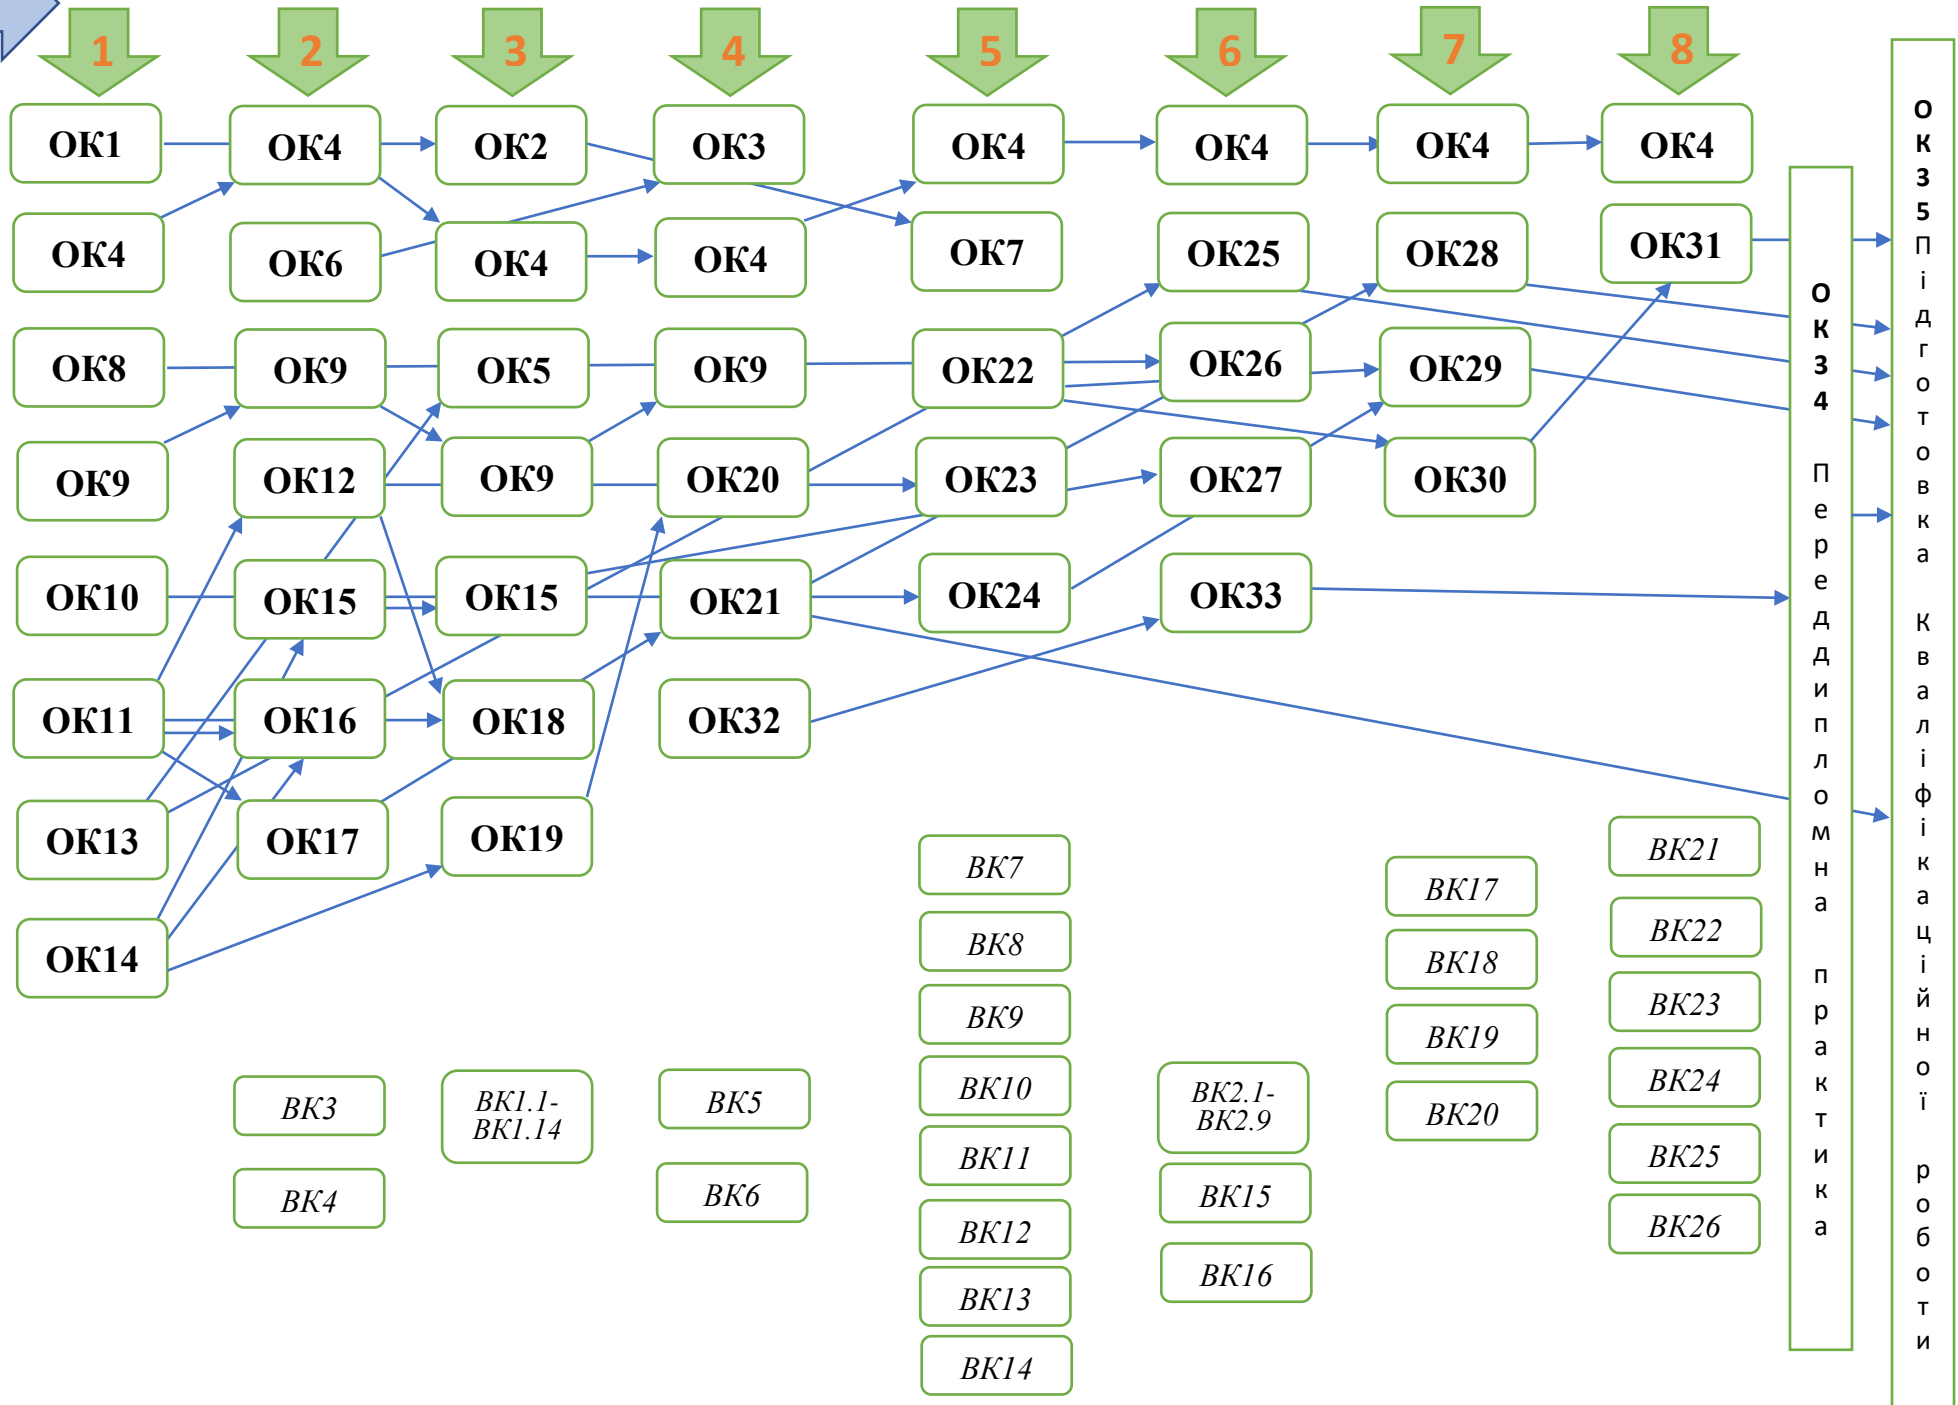 1 2 3 4 5 6 7 8
ОК1 ОК4 ОК2 ОК3 ОК4 ОК4 ОК4 ОК4
ОК4 ОК6 ОК4 ОК4 ОК7 ОК25 ОК28 ОК31
ОК8 ОК9 ОК5 ОК9 ОК22 ОК26 ОК29
ОК9 ОК12 ОК9 ОК20 ОК23 ОК27 ОК30
ОК10 ОК15 ОК15 ОК21 ОК24 ОК33
ОК11 ОК16 ОК18 ОК32
ОК13 ОК17 ОК19
ОК14
ВК3
ВК4
ВК1.1-
ВК1.14
ВК5
ВК6
ВК7
ВК8
ВК9
ВК10
ВК11
ВК12
ВК13
ВК14
ВК2.1-
ВК2.9
ВК15
ВК16
ВК17
ВК18
ВК19
ВК20
ВК21
ВК22
ВК23
ВК24
ВК25
ВК26
ОК34 Переддипломна практика
ОК35Підготовка Кваліфікаційної роботи